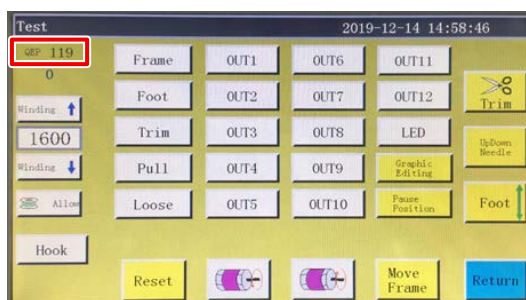 Test 2019-12-14 14:58:46
QEP 119
0
Frame OUT1 OUT6 OUT11
Foot OUT2 OUT7 OUT12
Trim
Winding
1600
Trim OUT3 OUT8 LED
UpDown Needle
Winding
Pull OUT4 OUT9 Graphic Editing
Allow
Loose OUT5 OUT10 Pause Position
Foot
Hook
Reset
Move Frame
Return